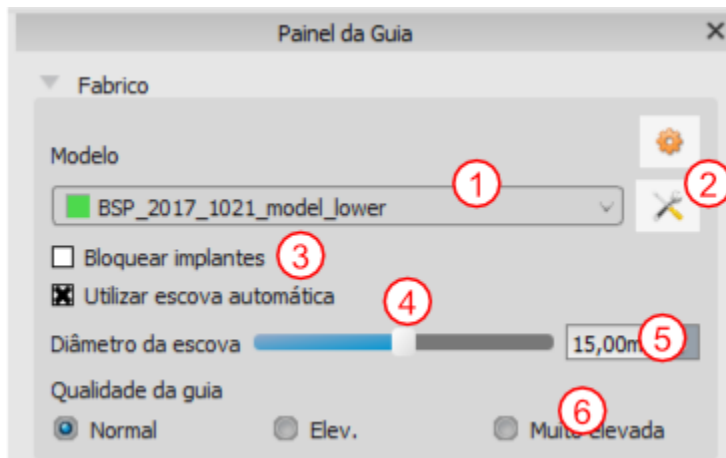 Painel da Guia
Fabrico
Modelo
1
2
BSP_2017_1021_model_lower
Bloquear implantes 3
Utilizar escova automática 4
Diâmetro da escova 15,00m 5
Qualidade da guia
6
Normal Elev. Muito elevada